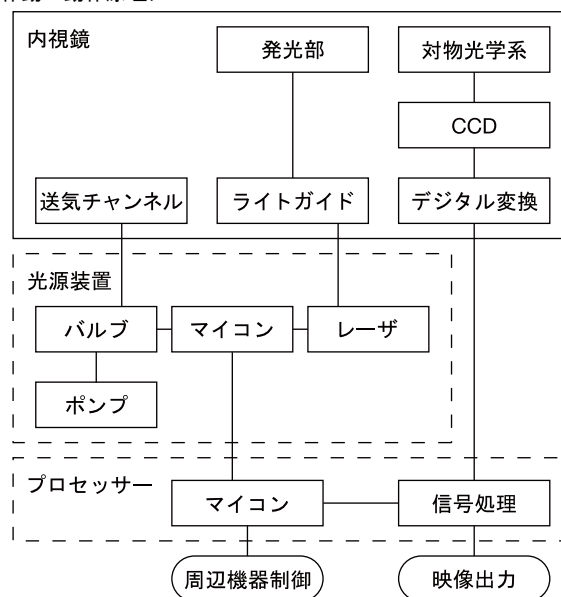 内視鏡
発光部
対物光学系
CCD
送気チャンネル
ライトガイド
デジタル変換
光源装置
バルブ
マイコン
レーザ
ポンプ
プロセッサー
マイコン
信号処理
周辺機器制御
映像出力